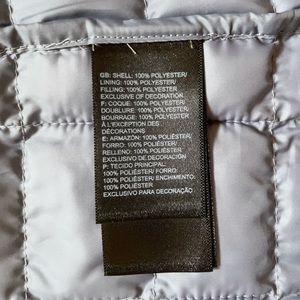 GB: SHELL: 100% POLYESTER/
LINING: 100% POLYESTER/
FILLING: 100% POLYESTER
EXCLUSIVE OF DECORATION
F: COQUE: 100% POLYESTER/
DOUBLURE: 100% POLYESTER/
BOURRAGE: 100% POLYESTER
A L'EXCEPTION DES
DÉCORATIONS
E: ARMAZÓN: 100% POLIÉSTER/
FORRO: 100% POLIÉSTER/
RELLENO: 100% POLIÉSTER
EXCLUSIVO DE DECORACIÓN
P: TECIDO PRINCIPAL:
100% POLIÉSTER/ FORRO:
100% POLIÉSTER/ ENCHIMENTO:
100% POLIÉSTER
EXCLUSIVO PARA DECORAÇÃO